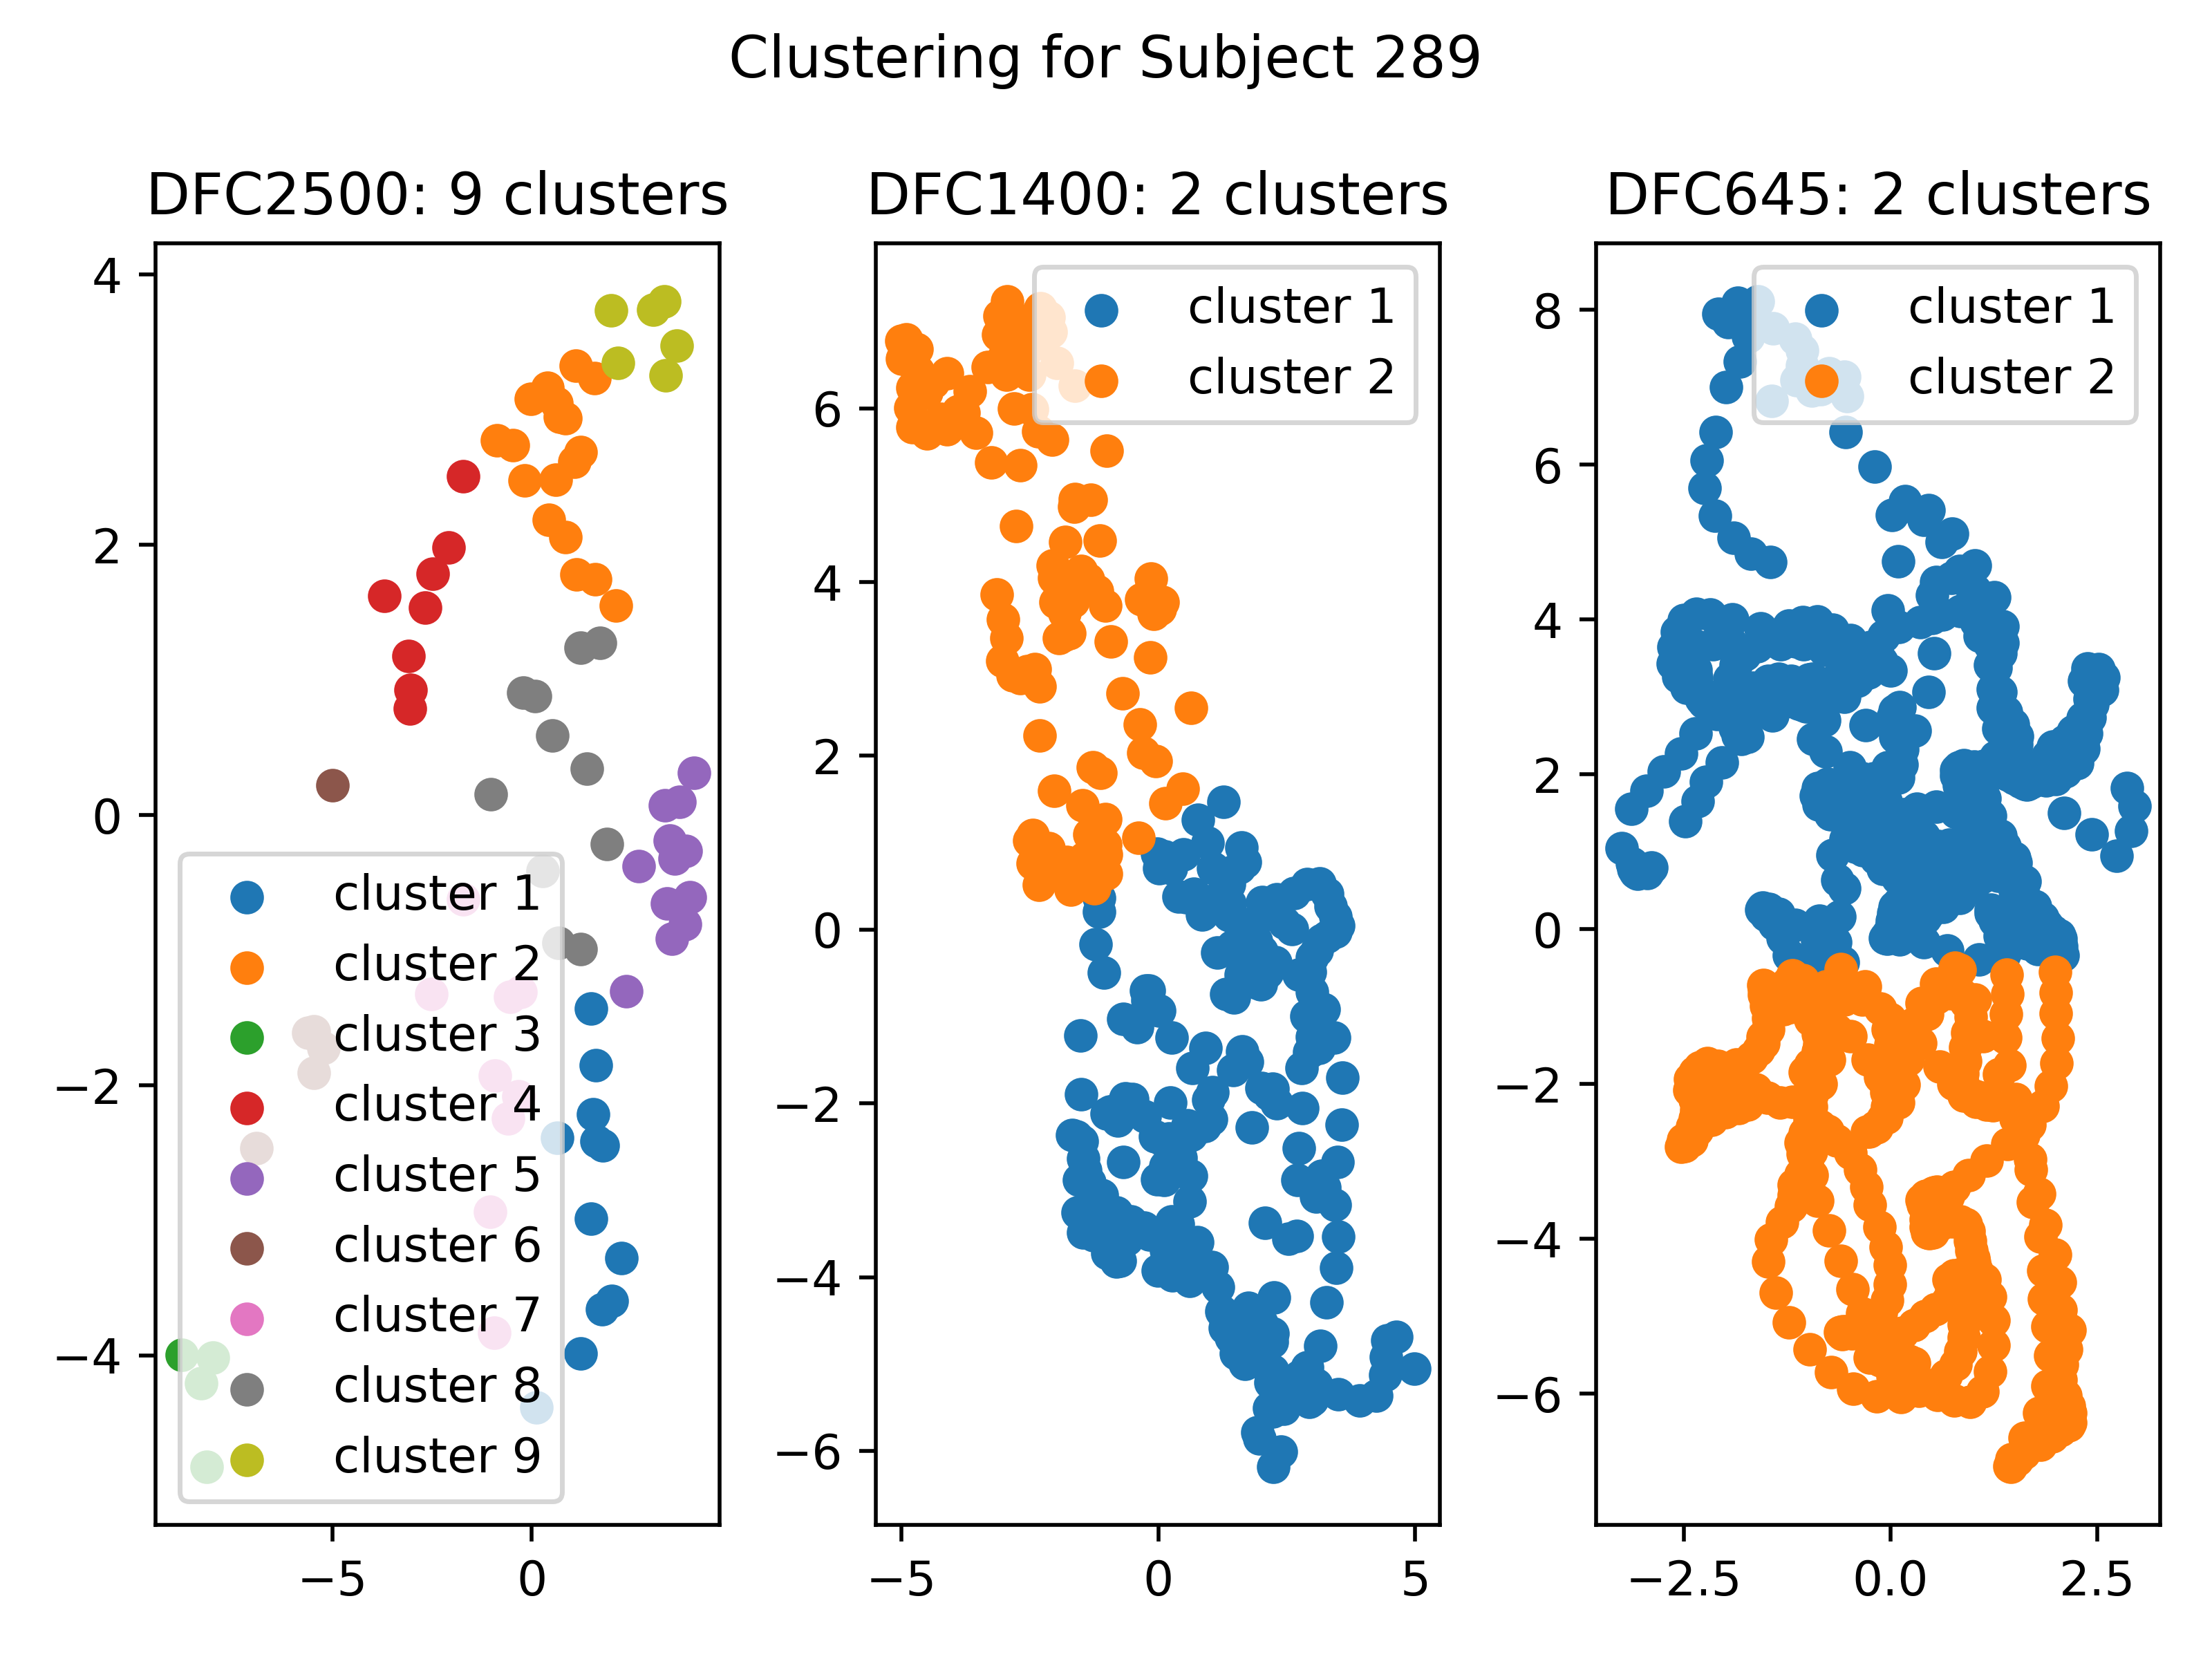 Clustering for Subject 289
DFC2500: 9 clusters
4
2
0
−2
−4
−5
0
cluster 1
cluster 2
cluster 3
cluster 4
cluster 5
cluster 6
cluster 7
cluster 8
cluster 9
DFC1400: 2 clusters
6
4
2
0
−2
−4
−6
−5
0
5
cluster 1
cluster 2
DFC645: 2 clusters
8
6
4
2
0
−2
−4
−6
−2.5
0.0
2.5
cluster 1
cluster 2